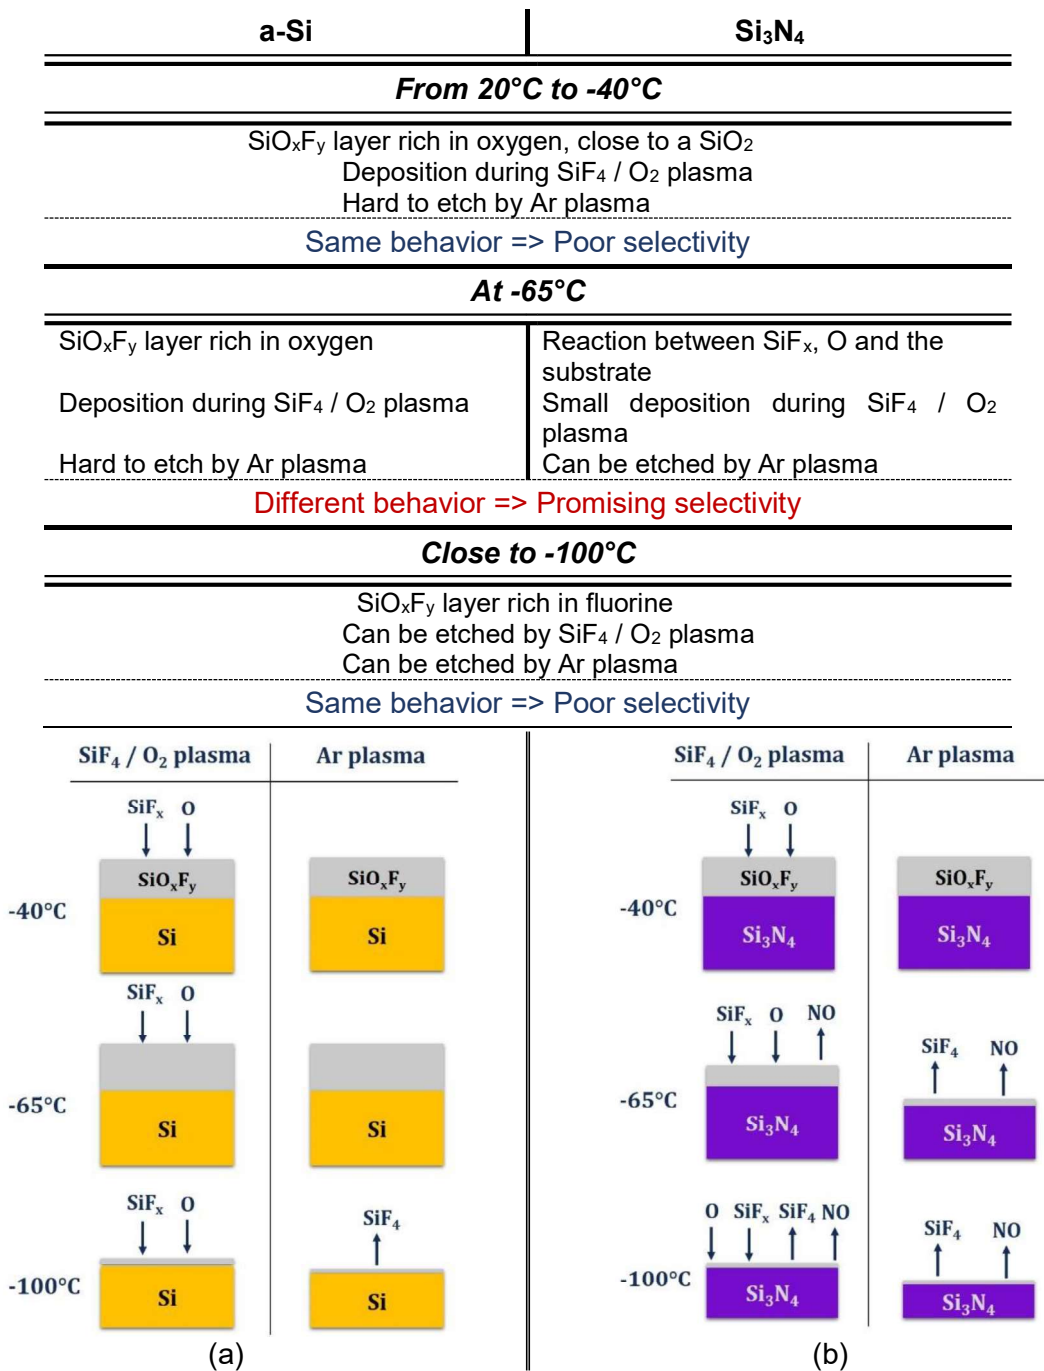 a-Si Si₃N₄
From 20°C to -40°C
SiOₓFᵧ layer rich in oxygen, close to a SiO₂
Deposition during SiF₄ / O₂ plasma
Hard to etch by Ar plasma
Same behavior => Poor selectivity
At -65°C
SiOₓFᵧ layer rich in oxygen
Deposition during SiF₄ / O₂ plasma
Hard to etch by Ar plasma
Reaction between SiFₓ, O and the
substrate
Small deposition during SiF₄ / O₂
plasma
Can be etched by Ar plasma
Different behavior => Promising selectivity
Close to -100°C
SiOₓFᵧ layer rich in fluorine
Can be etched by SiF₄ / O₂ plasma
Can be etched by Ar plasma
Same behavior => Poor selectivity
SiF₄ / O₂ plasma Ar plasma
SiFₓ O
SiOₓFᵧ SiOₓFᵧ
-40°C
Si Si
SiFₓ O
-65°C
Si Si
SiFₓ O
SiF₄
-100°C
Si Si
(a)
SiF₄ / O₂ plasma Ar plasma
SiFₓ O
SiOₓFᵧ SiOₓFᵧ
-40°C
Si₃N₄ Si₃N₄
SiFₓ O NO
SiF₄ NO
-65°C
Si₃N₄ Si₃N₄
O SiFₓ SiF₄ NO
SiF₄ NO
-100°C
Si₃N₄ Si₃N₄
(b)